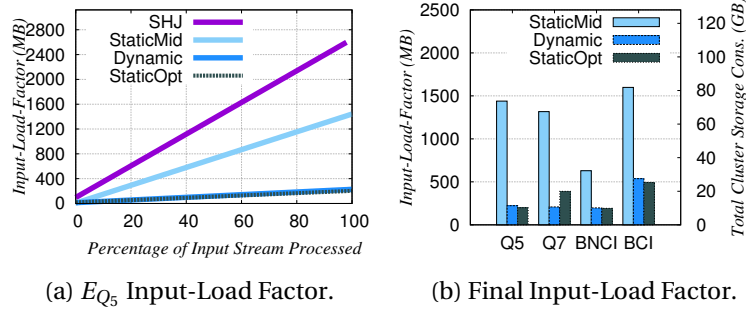 Input-Load-Factor (MB)
2800
2400
2000
1600
1200
800
400
0
SHJ
StaticMid
Dynamic
StaticOpt
0 20 40 60 80 100
Percentage of Input Stream Processed
(a) E_{Q_5} Input-Load Factor.
Input-Load-Factor (MB)
2500
2000
1500
1000
500
0
StaticMid
Dynamic
StaticOpt
120
100
80
60
40
20
0
Total Cluster Storage Cons. (GB)
Q5 Q7 BNCI BCI
(b) Final Input-Load Factor.